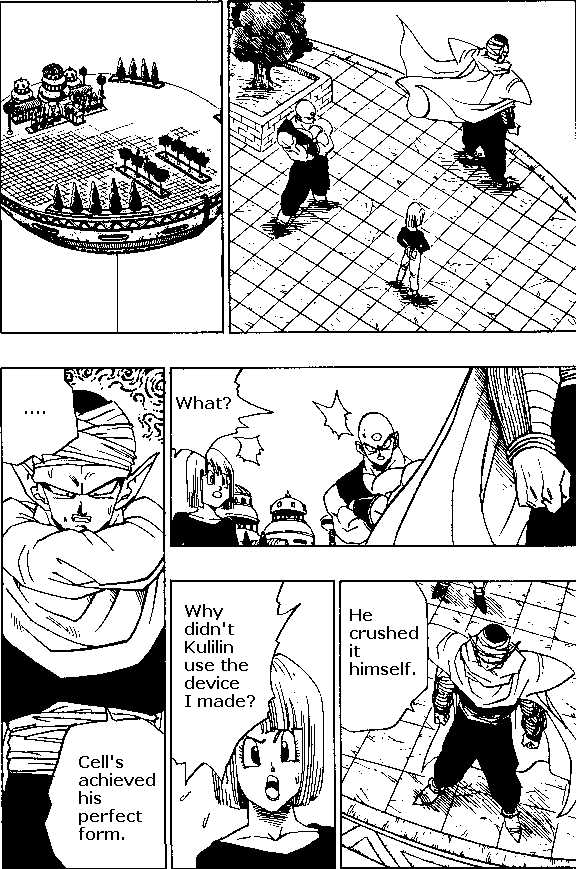 ....
Cell's
achieved
his
perfect
form.
What?
Why
didn't
Kulilin
use the
device
I made?
He
crushed
it
himself.